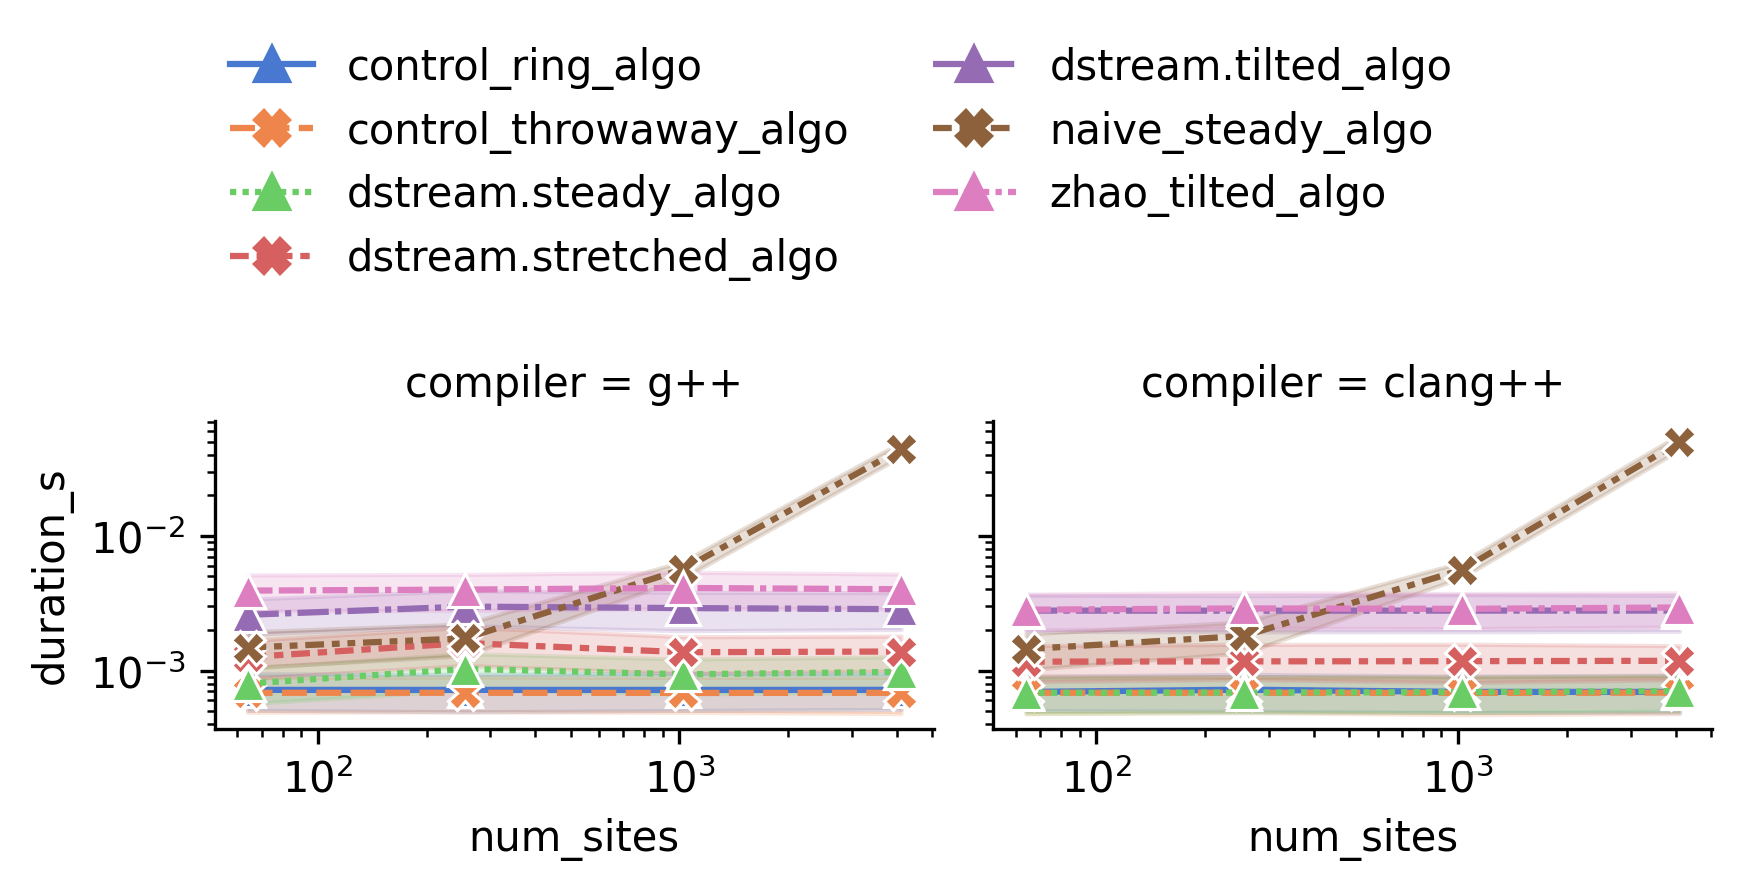 control_ring_algo
control_throwaway_algo
dstream.steady_algo
dstream.stretched_algo
dstream.tilted_algo
naive_steady_algo
zhao_tilted_algo
compiler = g++
compiler = clang++
duration_s
10⁻²
10⁻³
10²
10³
10²
10³
num_sites
num_sites